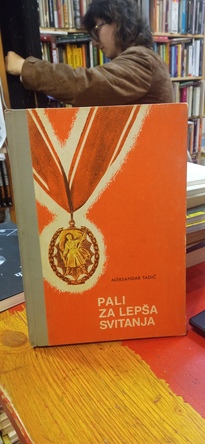 ALEKSANDAR TADIĆ
PALI
ZA LEPŠA
SVITANJA